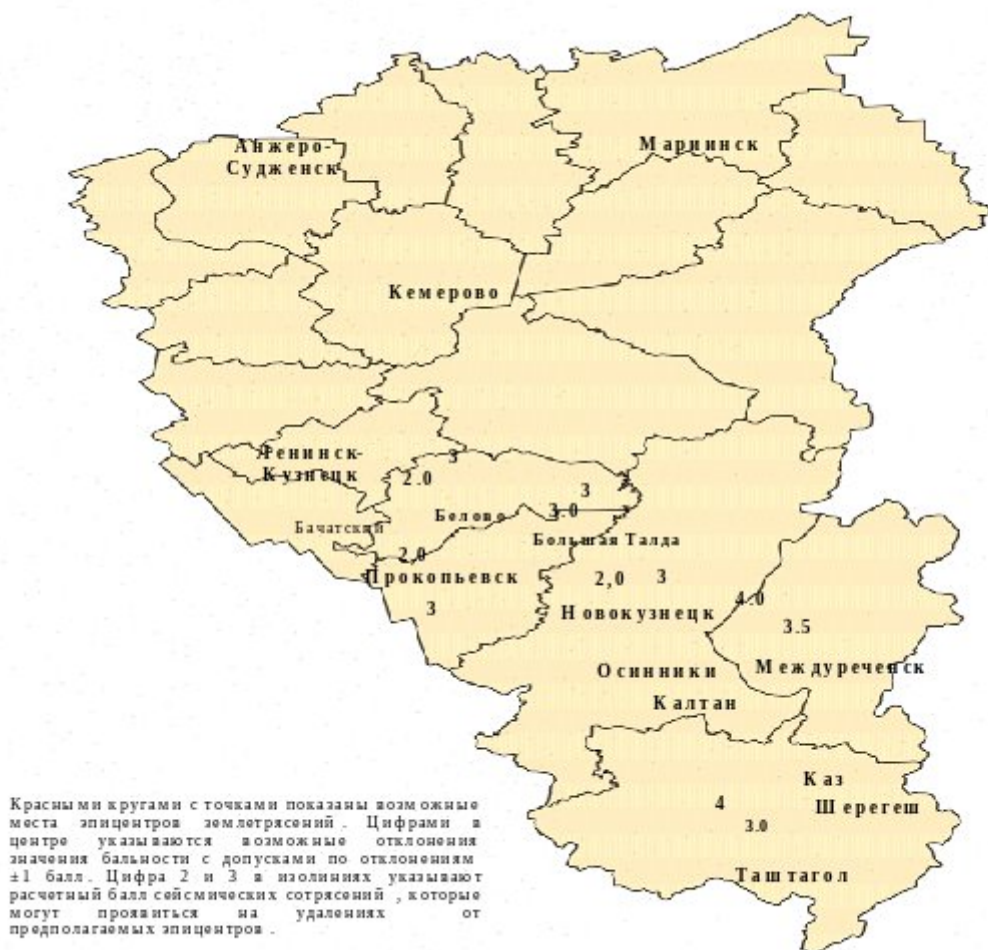 Анжеро-
Судженск
Мариинск
Кемерово
Ленинск-
Кузнецк
3
2.0
3
Белово
3.0
Бачатский
Большая Талда
2.0
Прокопьевск
2,0
3
3
4.0
Новокузнецк
3.5
Осинники
Междуреченск
Калтан
Каз
4
Шерегеш
3.0
Таштагол
Красными кругами с точками показаны возможные
места эпицентров землетрясений. Цифрами в
центре указываются возможные отклонения
значения бальности с допусками по отклонениям
±1 балл. Цифра 2 и 3 в изолиниях указывают
расчетный балл сейсмических сотрясений, которые
могут проявиться на удалениях от
предполагаемых эпицентров.